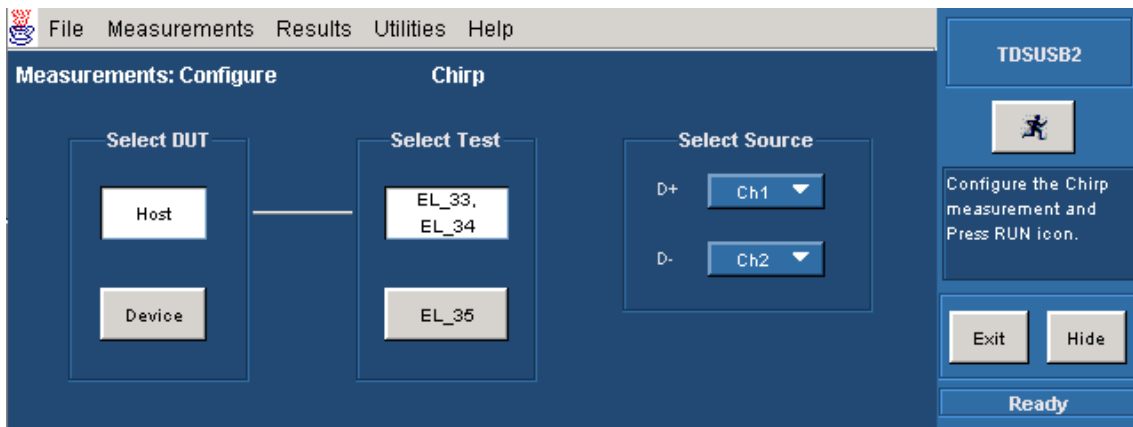 File Measurements Results Utilities Help
Measurements: Configure Chirp
Select DUT
Host
Device
Select Test
EL_33,
EL_34
EL_35
Select Source
D+ Ch1
D- Ch2
TDSUSB2
Configure the Chirp
measurement and
Press RUN icon.
Exit Hide
Ready